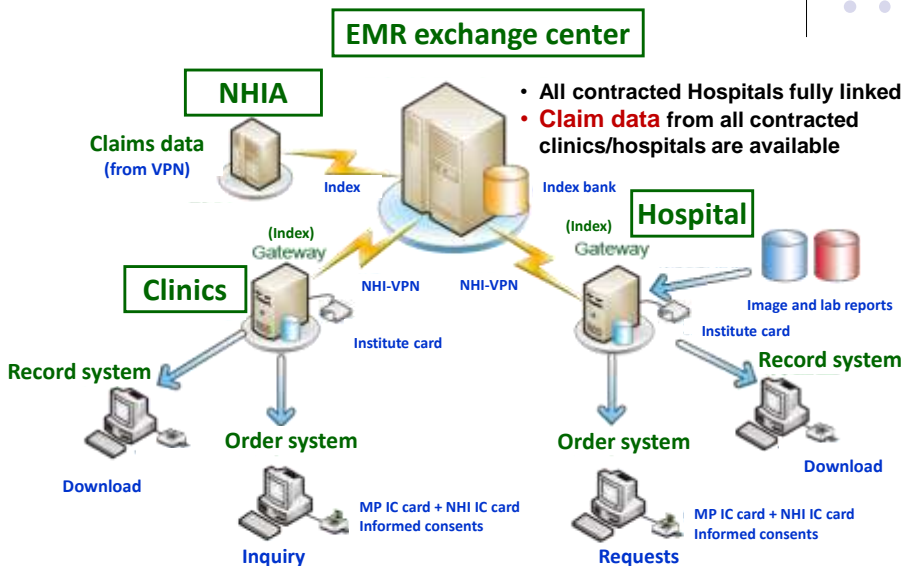 EMR exchange center
NHIA
• All contracted Hospitals fully linked
• Claim data from all contracted
clinics/hospitals are available
Claims data
(from VPN)
Index
Index bank
Hospital
(Index)
Gateway
(Index)
Gateway
Clinics
NHI-VPN
NHI-VPN
Image and lab reports
Institute card
Institute card
Record system
Record system
Order system
Order system
Download
Download
MP IC card + NHI IC card
Informed consents
MP IC card + NHI IC card
Informed consents
Inquiry
Requests